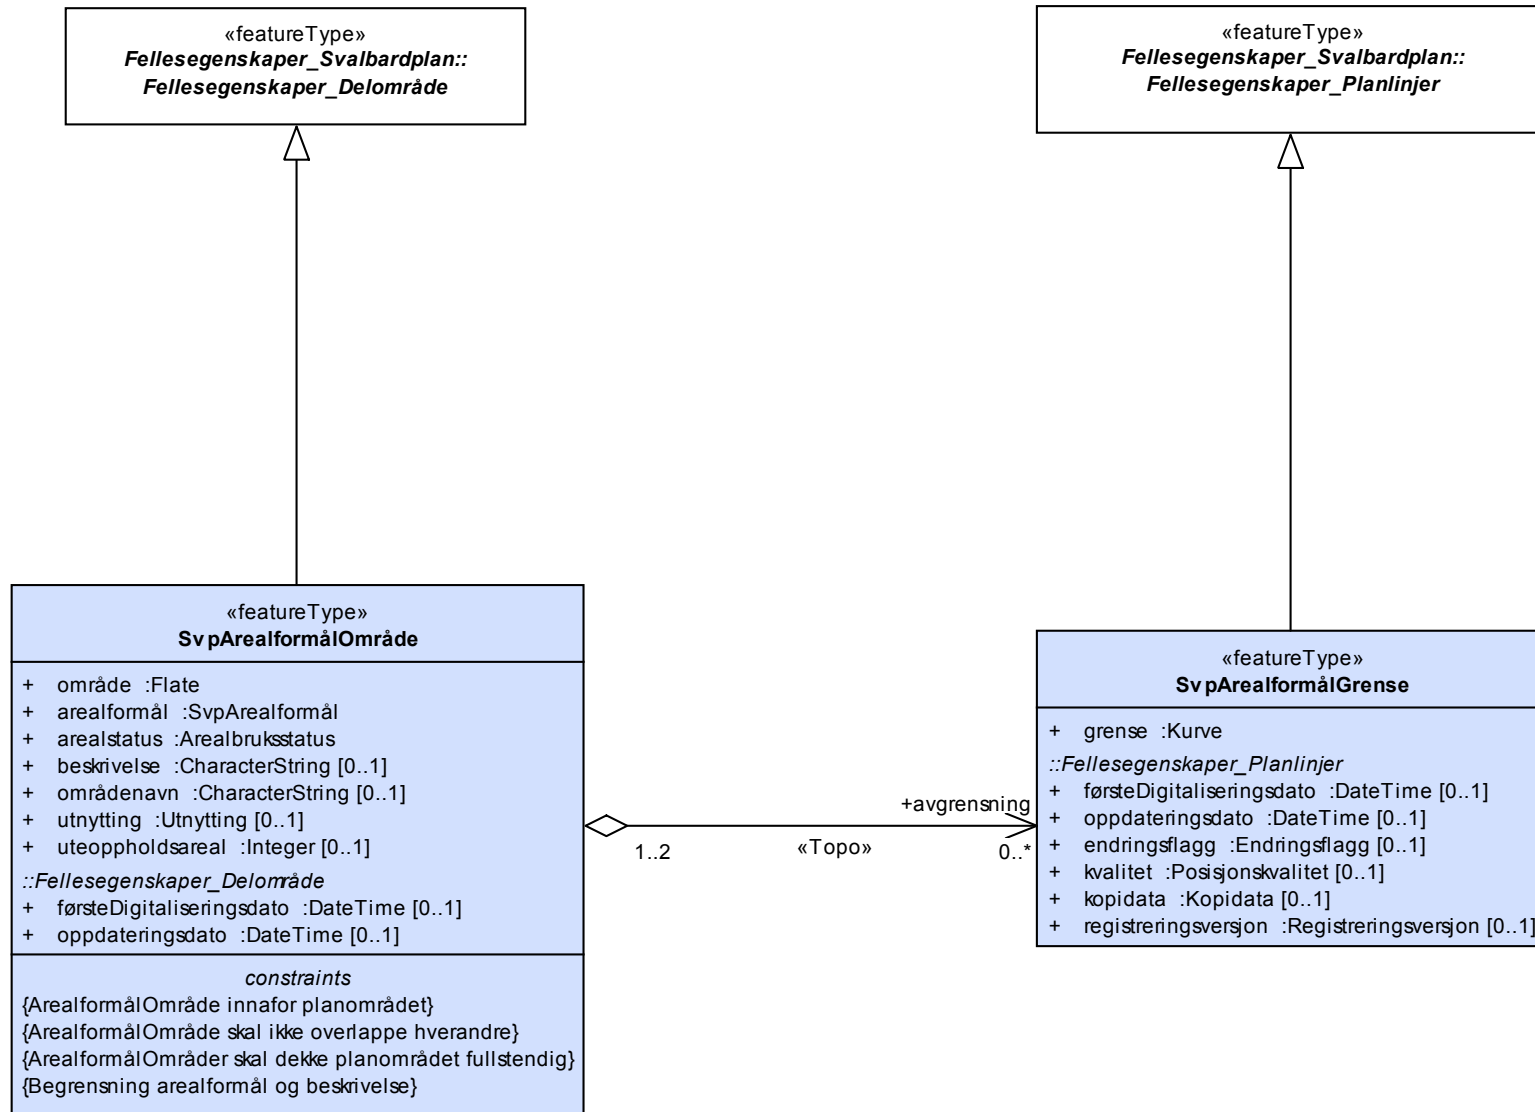 «featureType»
Fellesegenskaper_Svalbardplan::
Fellesegenskaper_Delområde
«featureType»
Fellesegenskaper_Svalbardplan::
Fellesegenskaper_Planlinjer
«featureType»
SvpArealformålOmråde
+ område :Flate
+ arealformål :SvpArealformål
+ arealstatus :Arealbruksstatus
+ beskrivelse :CharacterString [0..1]
+ områdenavn :CharacterString [0..1]
+ utnytting :Utnytting [0..1]
+ uteoppholdsareal :Integer [0..1]
::Fellesegenskaper_Delområde
+ førsteDigitaliseringsdato :DateTime [0..1]
+ oppdateringsdato :DateTime [0..1]
constraints
{ArealformålOmråde innafor planområdet}
{ArealformålOmråde skal ikke overlappe hverandre}
{ArealformålOmråder skal dekke planområdet fullstendig}
{Begrensning arealformål og beskrivelse}
+avgrensning
1..2 «Topo» 0..*
«featureType»
SvpArealformålGrense
+ grense :Kurve
::Fellesegenskaper_Planlinjer
+ førsteDigitaliseringsdato :DateTime [0..1]
+ oppdateringsdato :DateTime [0..1]
+ endringsflagg :Endringsflagg [0..1]
+ kvalitet :Posisjonskvalitet [0..1]
+ kopidata :Kopidata [0..1]
+ registreringsversjon :Registreringsversjon [0..1]